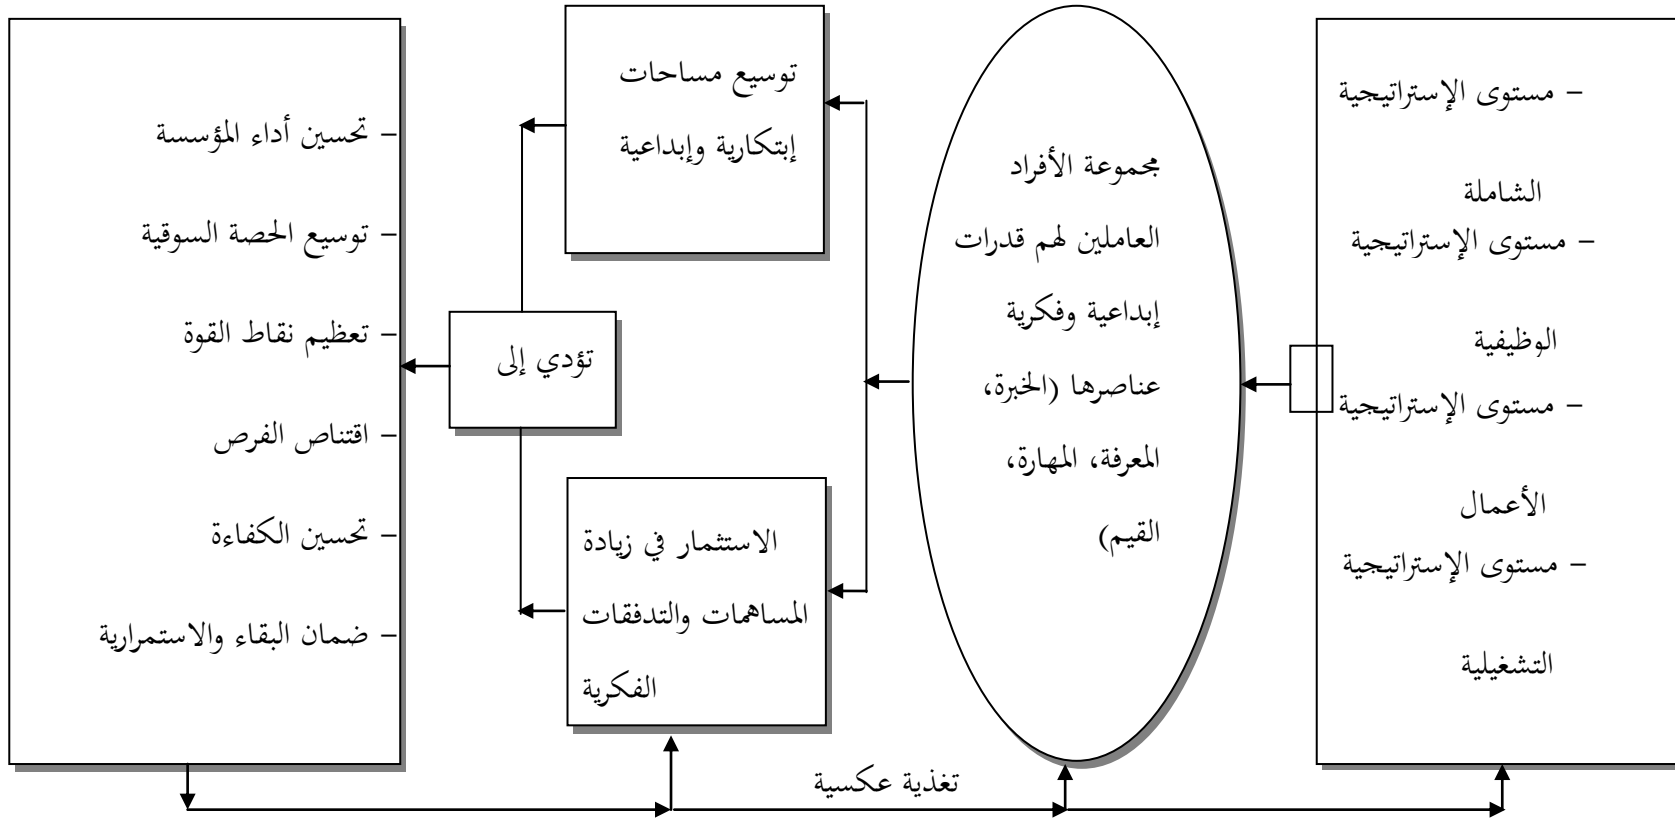 – مستوى الإستراتيجية
الشاملة
– مستوى الإستراتيجية
الوظيفية
– مستوى الإستراتيجية
الأعمال
– مستوى الإستراتيجية
التشغيلية
مجموعة الأفراد
العاملين لهم قدرات
إبداعية وفكرية
عناصرها (الخبرة،
المعرفة، المهارة،
القيم)
توسيع مساحات
إبتكارية وإبداعية
الاستثمار في زيادة
المساهمات والتدفقات
الفكرية
تؤدي إلى
– تحسين أداء المؤسسة
– توسيع الحصة السوقية
– تعظيم نقاط القوة
– اقتناص الفرص
– تحسين الكفاءة
– ضمان البقاء والاستمرارية
تغذية عكسية